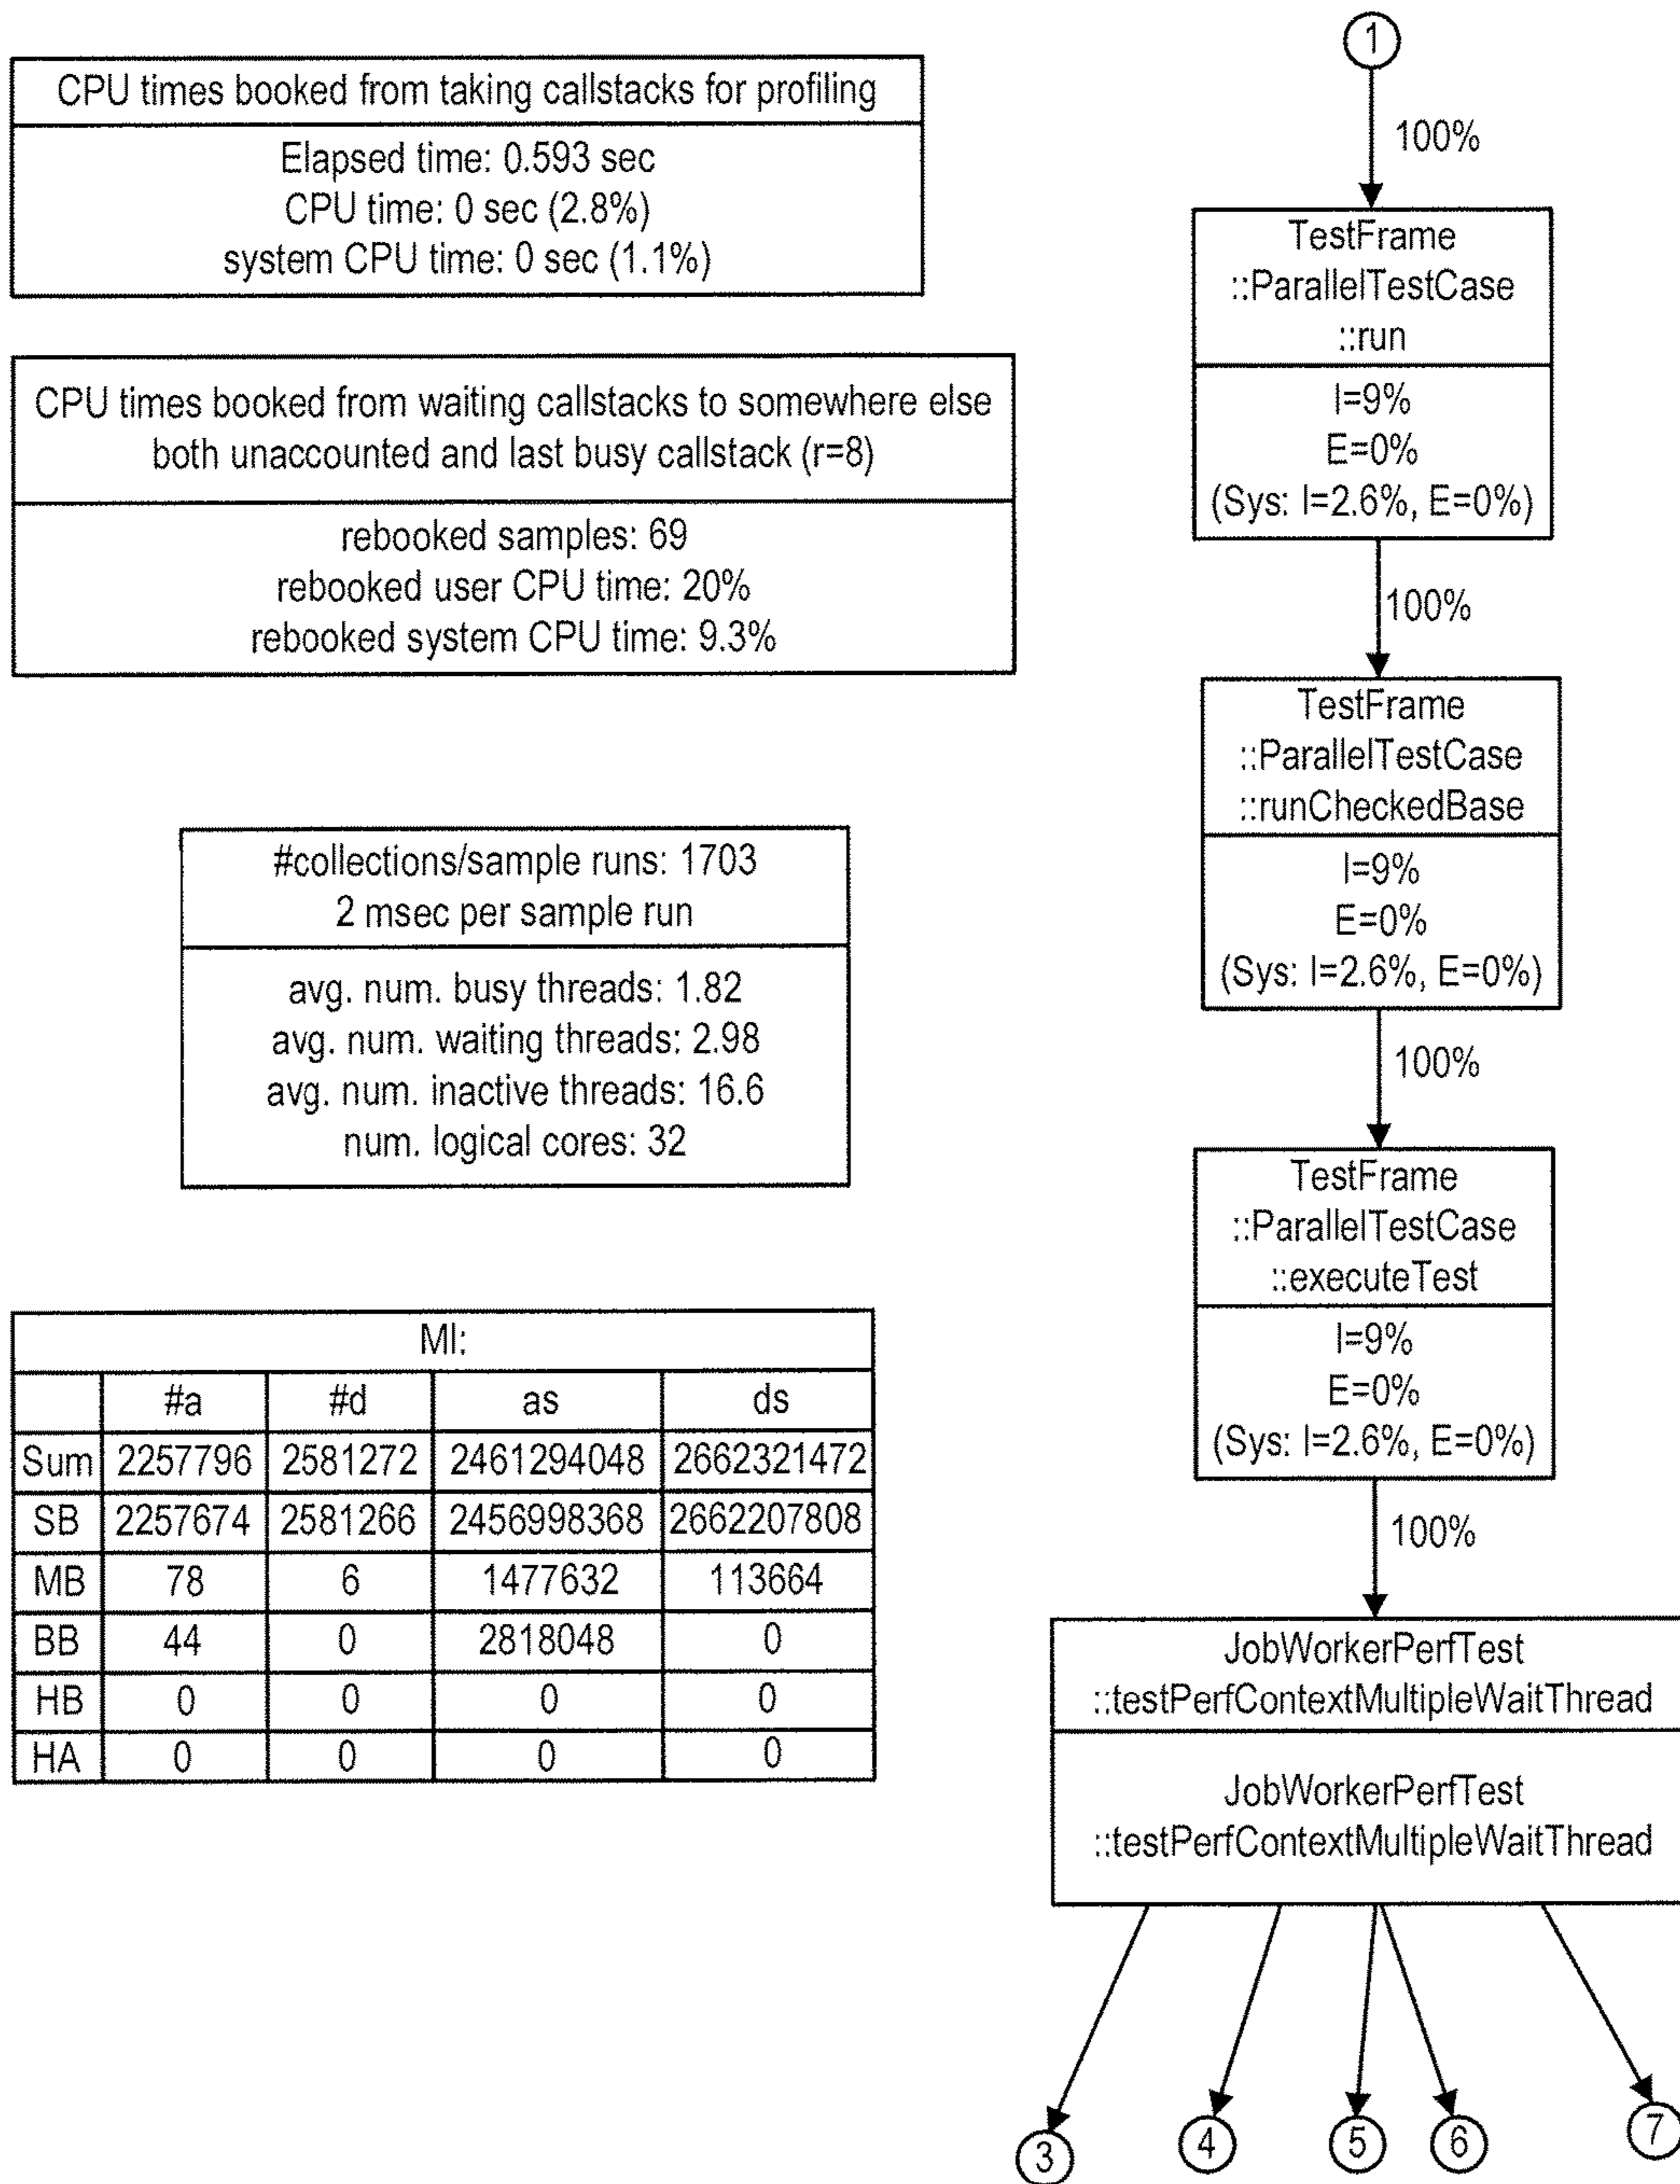 CPU times booked from taking callstacks for profiling
Elapsed time: 0.593 sec
CPU time: 0 sec (2.8%)
system CPU time: 0 sec (1.1%)
CPU times booked from waiting callstacks to somewhere else
both unaccounted and last busy callstack (r=8)
rebooked samples: 69
rebooked user CPU time: 20%
rebooked system CPU time: 9.3%
#collections/sample runs: 1703
2 msec per sample run
avg. num. busy threads: 1.82
avg. num. waiting threads: 2.98
avg. num. inactive threads: 16.6
num. logical cores: 32
MI:
#a #d as ds
Sum 2257796 2581272 2461294048 2662321472
SB 2257674 2581266 2456998368 2662207808
MB 78 6 1477632 113664
BB 44 0 2818048 0
HB 0 0 0 0
HA 0 0 0 0
1
100%
TestFrame
::ParallelTestCase
::run
I=9%
E=0%
(Sys: I=2.6%, E=0%)
100%
TestFrame
::ParallelTestCase
::runCheckedBase
I=9%
E=0%
(Sys: I=2.6%, E=0%)
100%
TestFrame
::ParallelTestCase
::executeTest
I=9%
E=0%
(Sys: I=2.6%, E=0%)
100%
JobWorkerPerfTest
::testPerfContextMultipleWaitThread
JobWorkerPerfTest
::testPerfContextMultipleWaitThread
3 4 5 6 7